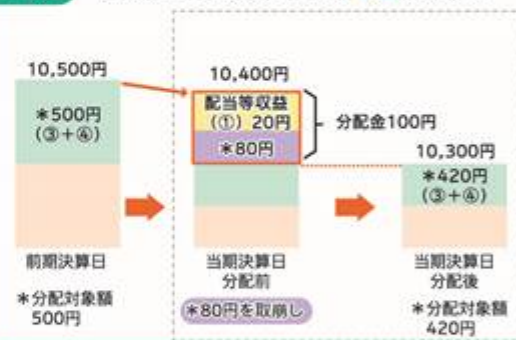 10,500円
10,400円
*500円
(③+④)
配当等収益
(①) 20円
*80円
分配金100円
10,300円
*420円
(③+④)
前期決算日
当期決算日
分配前
当期決算日
分配後
*分配対象額
500円
*80円を取崩し
*分配対象額
420円